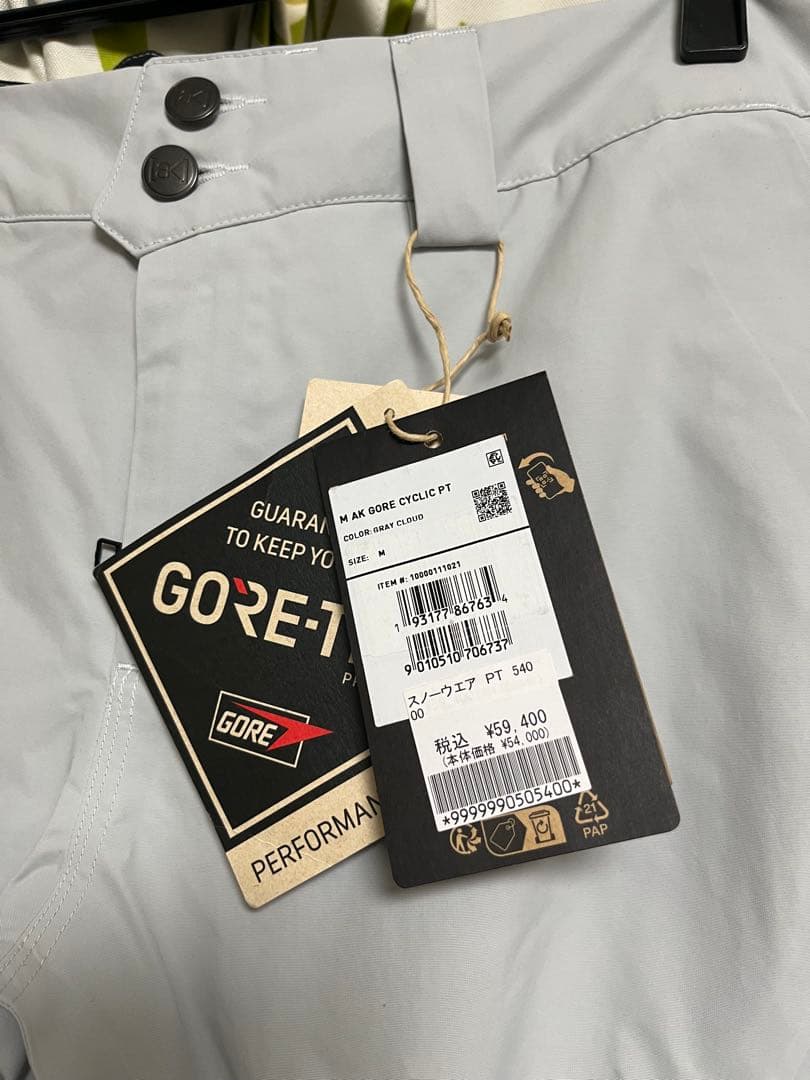 GUARAN
TO KEEP YO
GORE-T
GORE
PERFORMAN
M AK GORE CYCLIC PT
COLOR: GRAY CLOUD
SIZE: M
ITEM #: 10000111021
1 93177 86763 4
9 010510 706737
スノーウエア PT 540
00
税込 ¥59,400
(本体価格 ¥54,000)
*9999990505400*
21
PAP